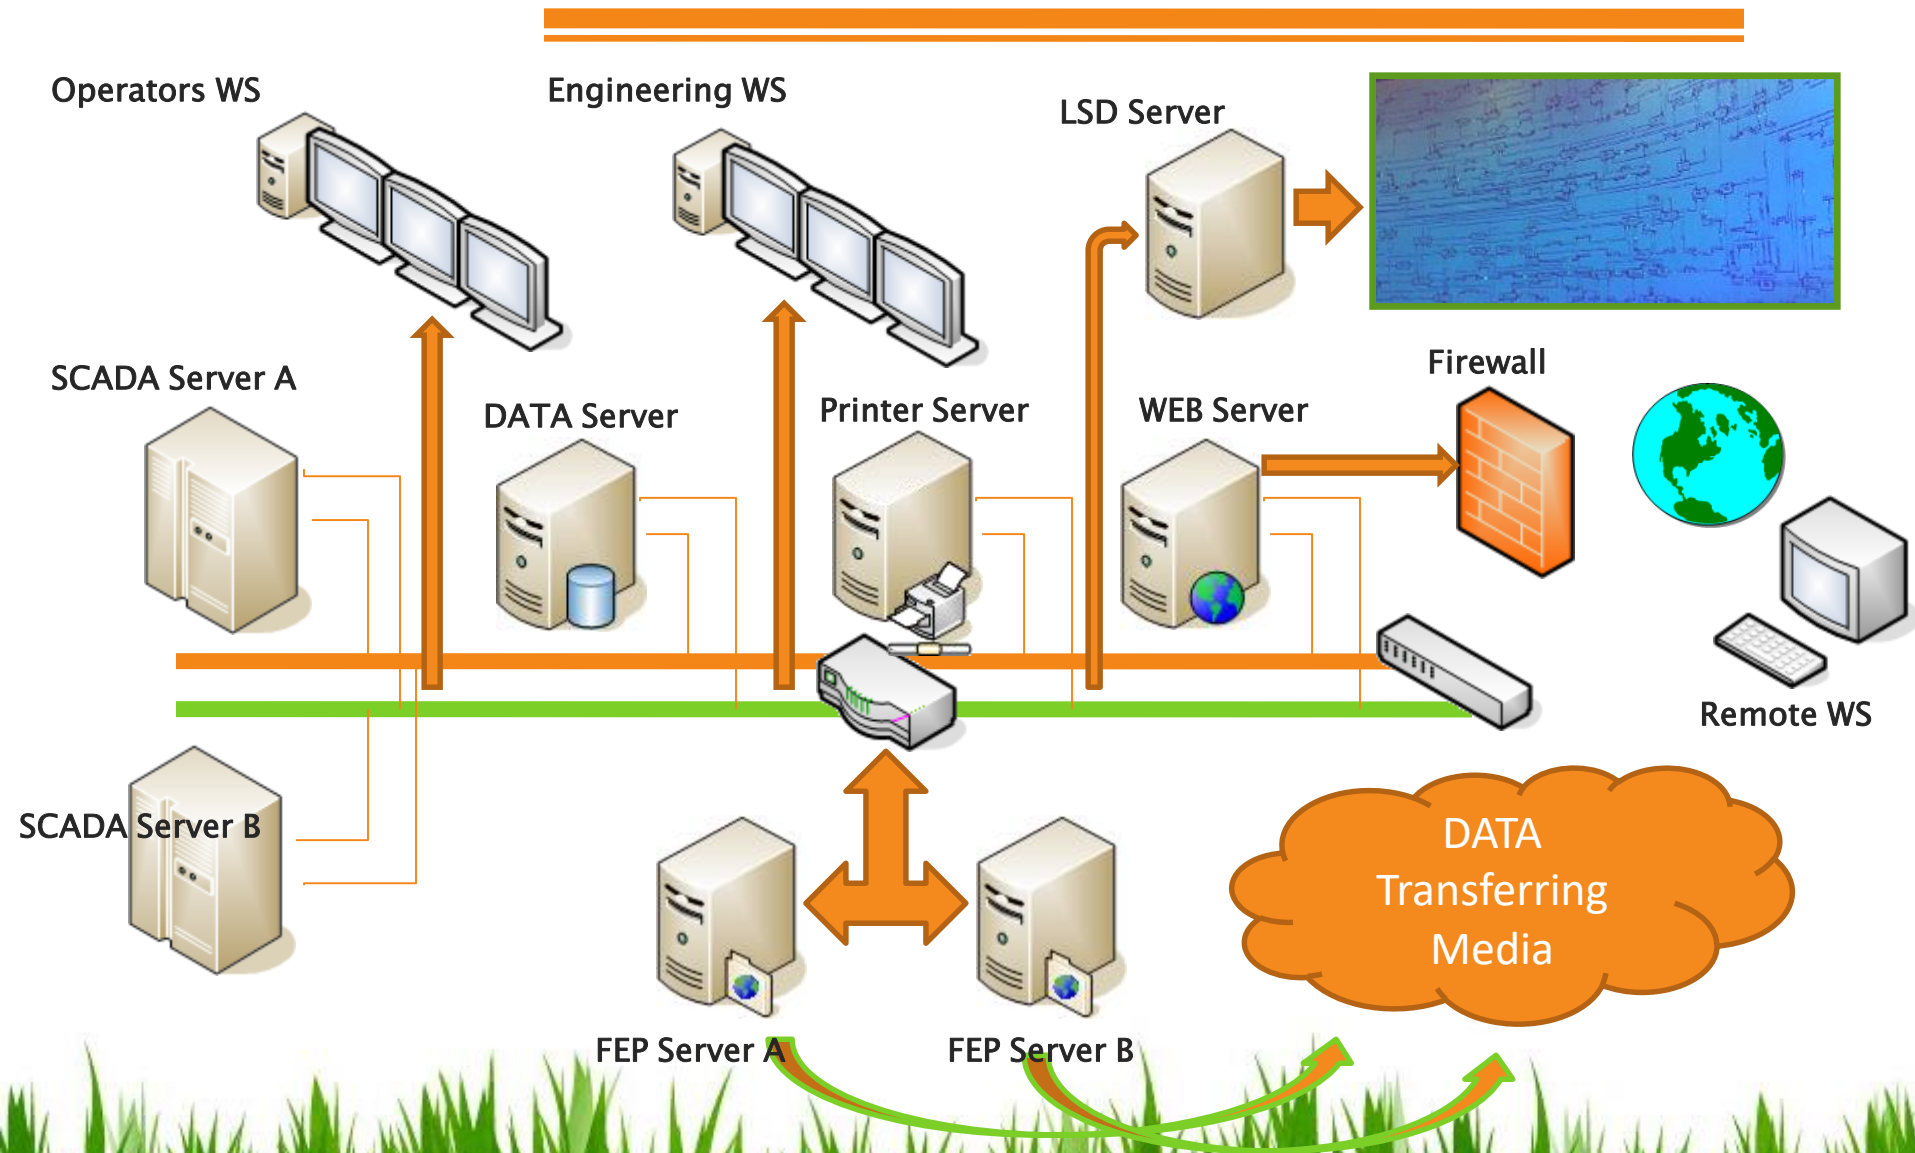 Operators WS
Engineering WS
LSD Server
SCADA Server A
DATA Server
Printer Server
WEB Server
Firewall
Remote WS
SCADA Server B
DATA
Transferring
Media
FEP Server A
FEP Server B